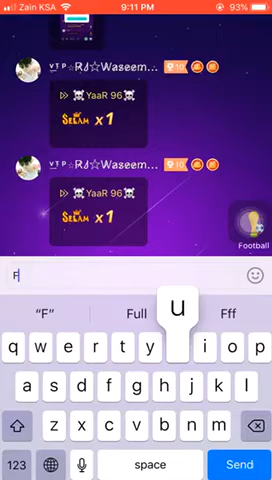 Zain KSA
9:11 PM
93%
V T P ☆RJ☆Waseem...
10
☠YaaR 96☠
SELAM x1
V T P ☆RJ☆Waseem...
10
☠YaaR 96☠
SELAM x1
Football
F
"F"
Full
Fff
u
q w e r t y i o p
a s d f g h j k l
z x c v b n m
123
space
Send